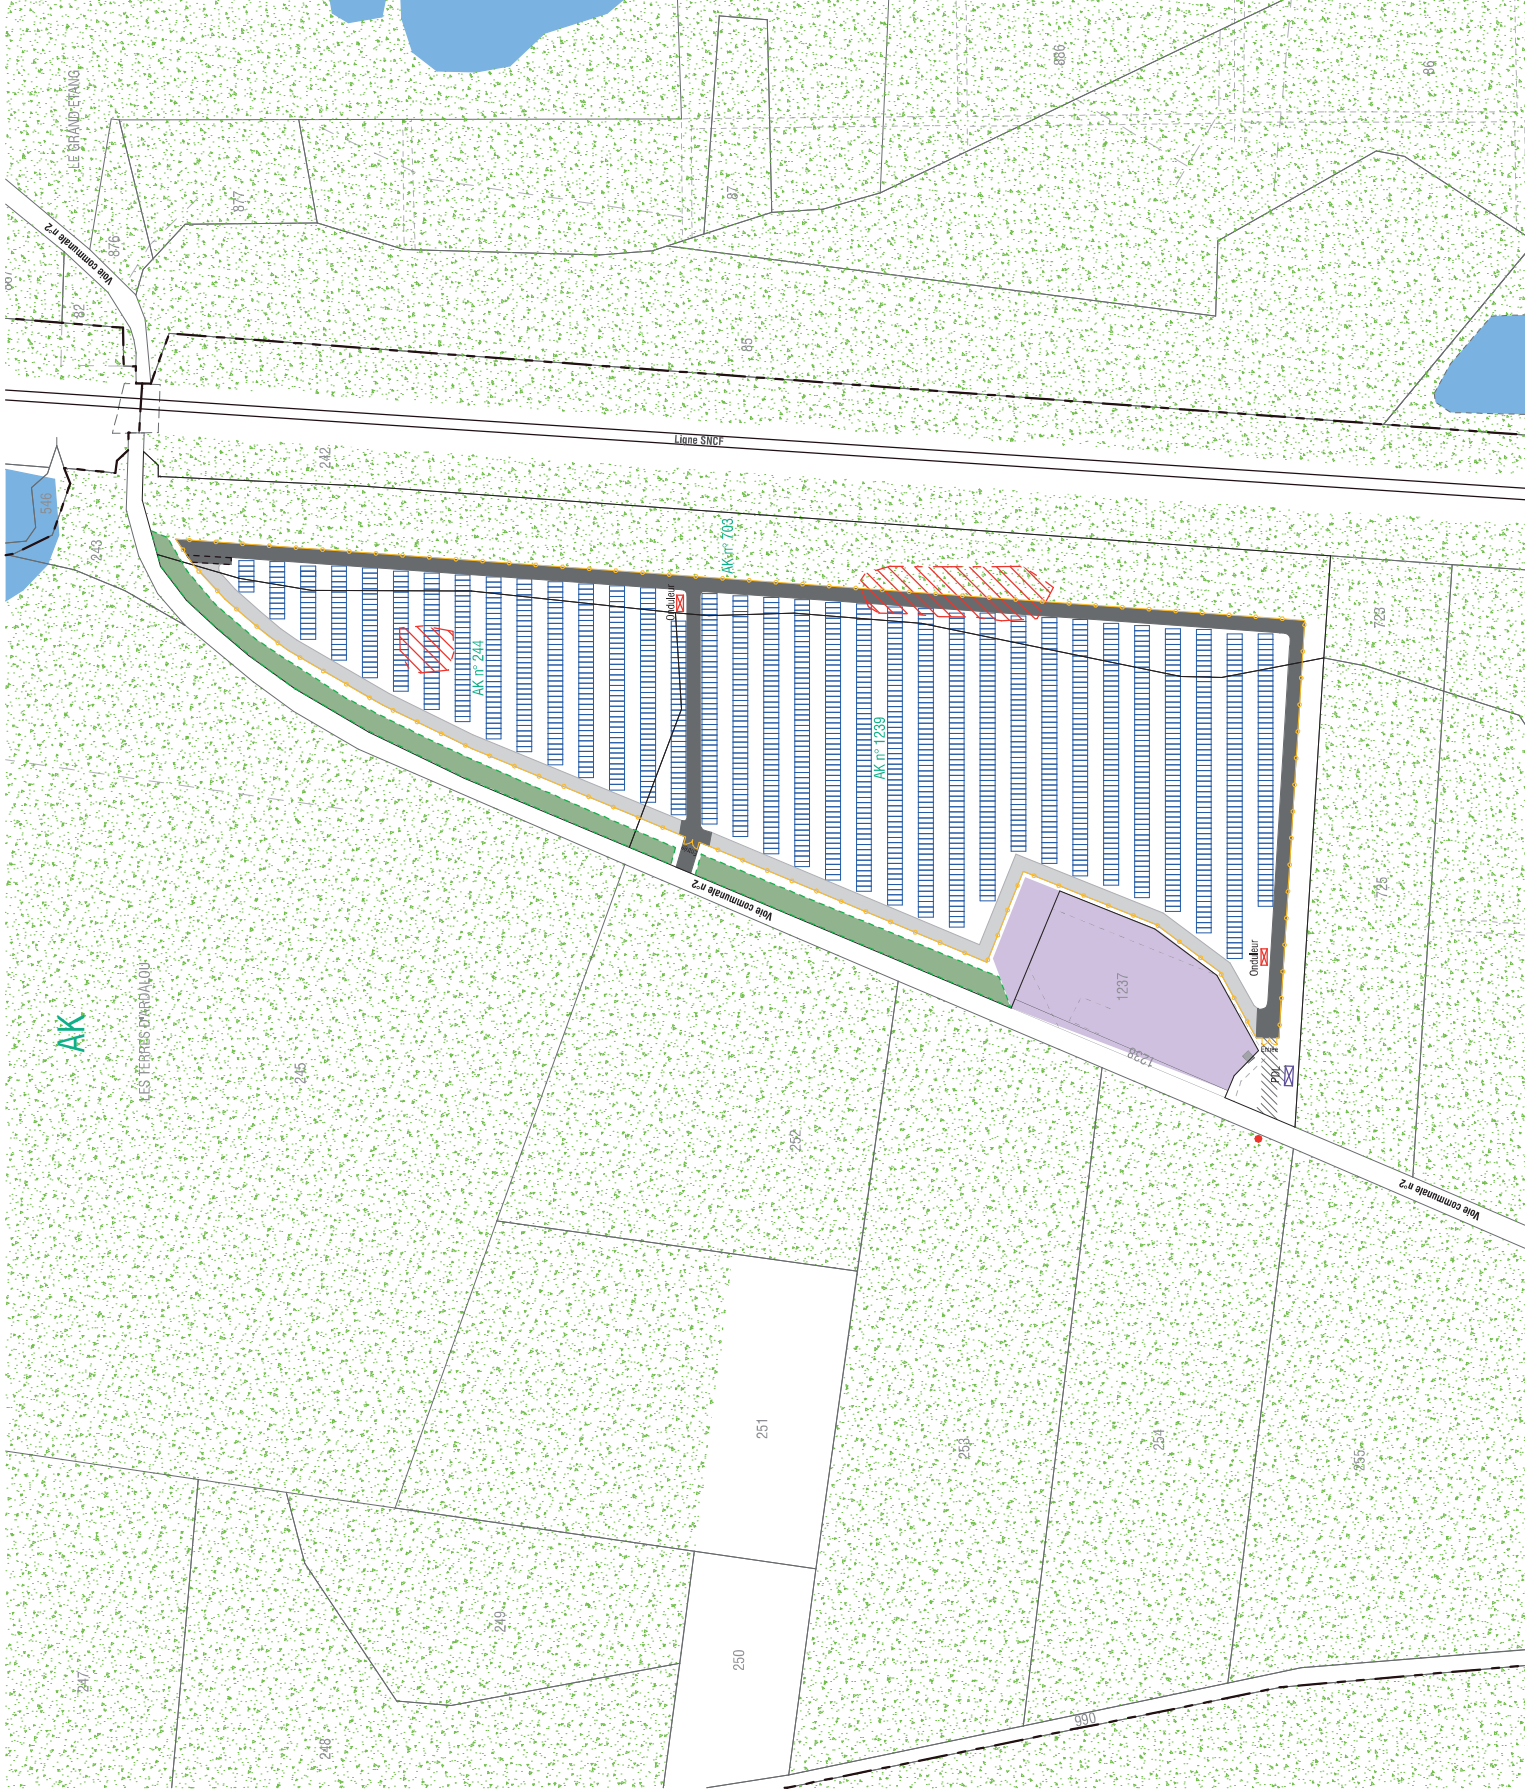 LE GRAND ETANG
886
86
877
87
876
Voie communale n°2
82
85
Ligne SNCF
242
546
243
AK n° 703
Onduleur
AK n° 244
723
AK n° 1239
725
Voie communale n°2
Onduleur
1237
AK
LES TERRES D'ARDALOU
1238
Entrée
PDL
245
252
Voie communale n°2
251
253
254
255
249
250
247
248
990